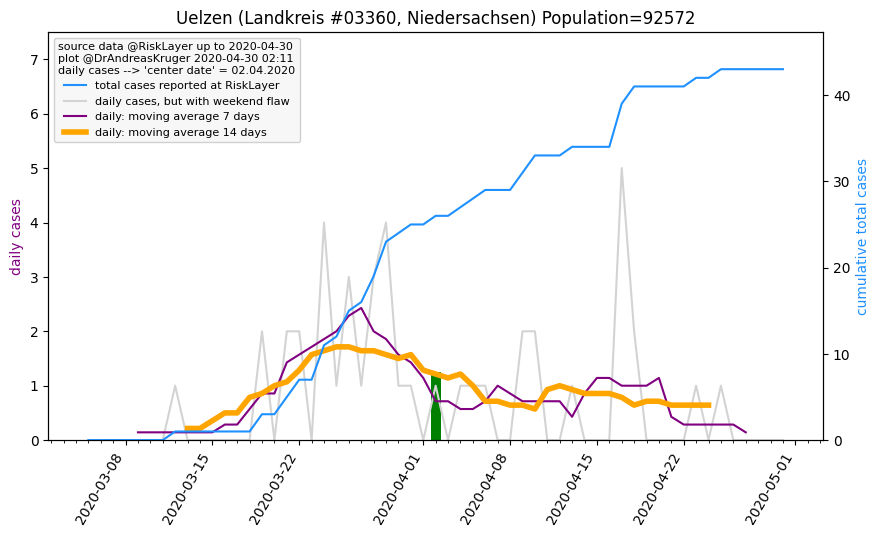 Uelzen (Landkreis #03360, Niedersachsen) Population=92572
source data @RiskLayer up to 2020-04-30
plot @DrAndreasKruger 2020-04-30 02:11
daily cases --> 'center date' = 02.04.2020
total cases reported at RiskLayer
daily cases, but with weekend flaw
daily: moving average 7 days
daily: moving average 14 days
daily cases
7
6
5
4
3
2
1
0
cumulative total cases
40
30
20
10
0
2020-03-08
2020-03-15
2020-03-22
2020-04-01
2020-04-08
2020-04-15
2020-04-22
2020-05-01